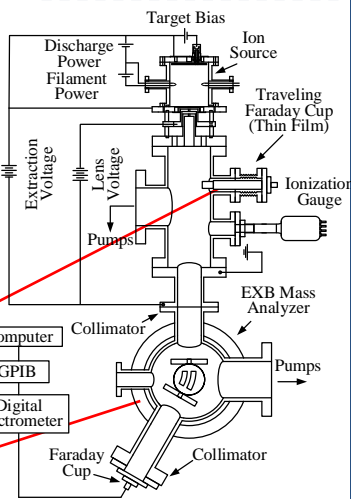 Target Bias
Discharge
Power
Filament
Power
Ion
Source
Traveling
Faraday Cup
(Thin Film)
Extraction
Voltage
Lens
Voltage
Ionization
Gauge
Pumps
EXB Mass
Analyzer
Collimator
omputer
GPIB
Digital
ctrometer
Pumps
Faraday
Cup
Collimator